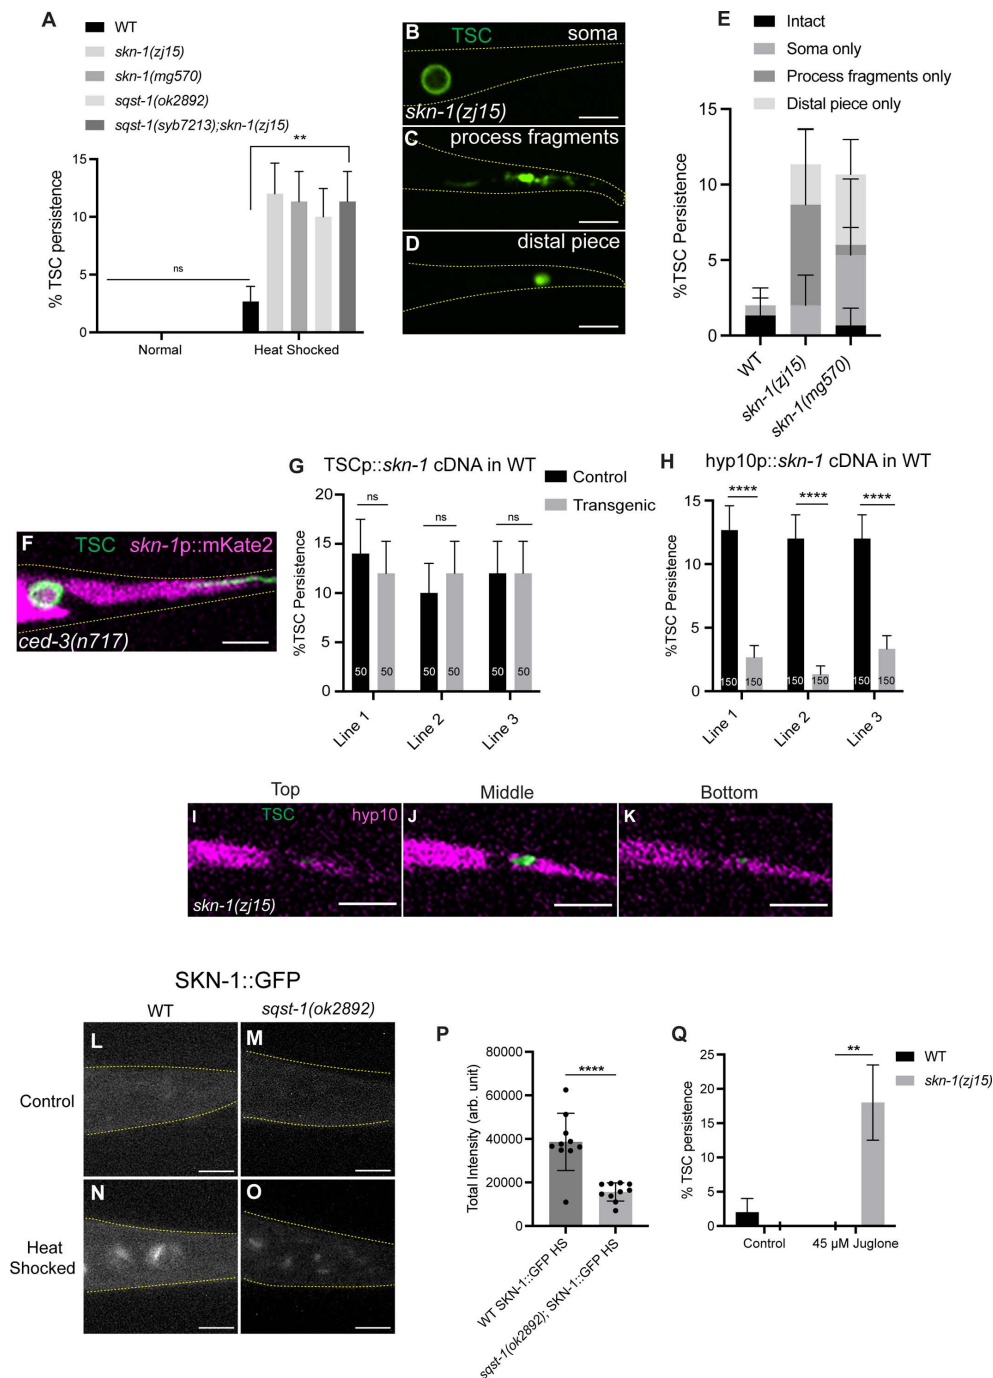 A
WT
skn-1(zj15)
skn-1(mg570)
sqst-1(ok2892)
sqst-1(syb7213);skn-1(zj15)
% TSC persistence
15
10
5
0
ns
**
Normal
Heat Shocked
B
TSC
soma
skn-1(zj15)
C
process fragments
D
distal piece
E
Intact
Soma only
Process fragments only
Distal piece only
%TSC Persistence
15
10
5
0
WT
skn-1(zj15)
skn-1(mg570)
F
TSC skn-1p::mKate2
ced-3(n717)
G
TSCp::skn-1 cDNA in WT
Control
Transgenic
%TSC Persistence
20
15
10
5
0
ns
ns
ns
50
50
50
50
50
50
Line 1
Line 2
Line 3
H
hyp10p::skn-1 cDNA in WT
%TSC Persistence
15
10
5
0
****
****
****
150
150
150
150
150
150
Line 1
Line 2
Line 3
Top
Middle
Bottom
I
TSC
hyp10
skn-1(zj15)
J
K
SKN-1::GFP
WT
sqst-1(ok2892)
Control
L
M
Heat
Shocked
N
O
P
Total Intensity (arb. unit)
80000
60000
40000
20000
0
****
WT SKN-1::GFP HS
sqst-1(ok2892); SKN-1::GFP HS
Q
WT
skn-1(zj15)
% TSC persistence
25
20
15
10
5
0
**
Control
45 µM Juglone